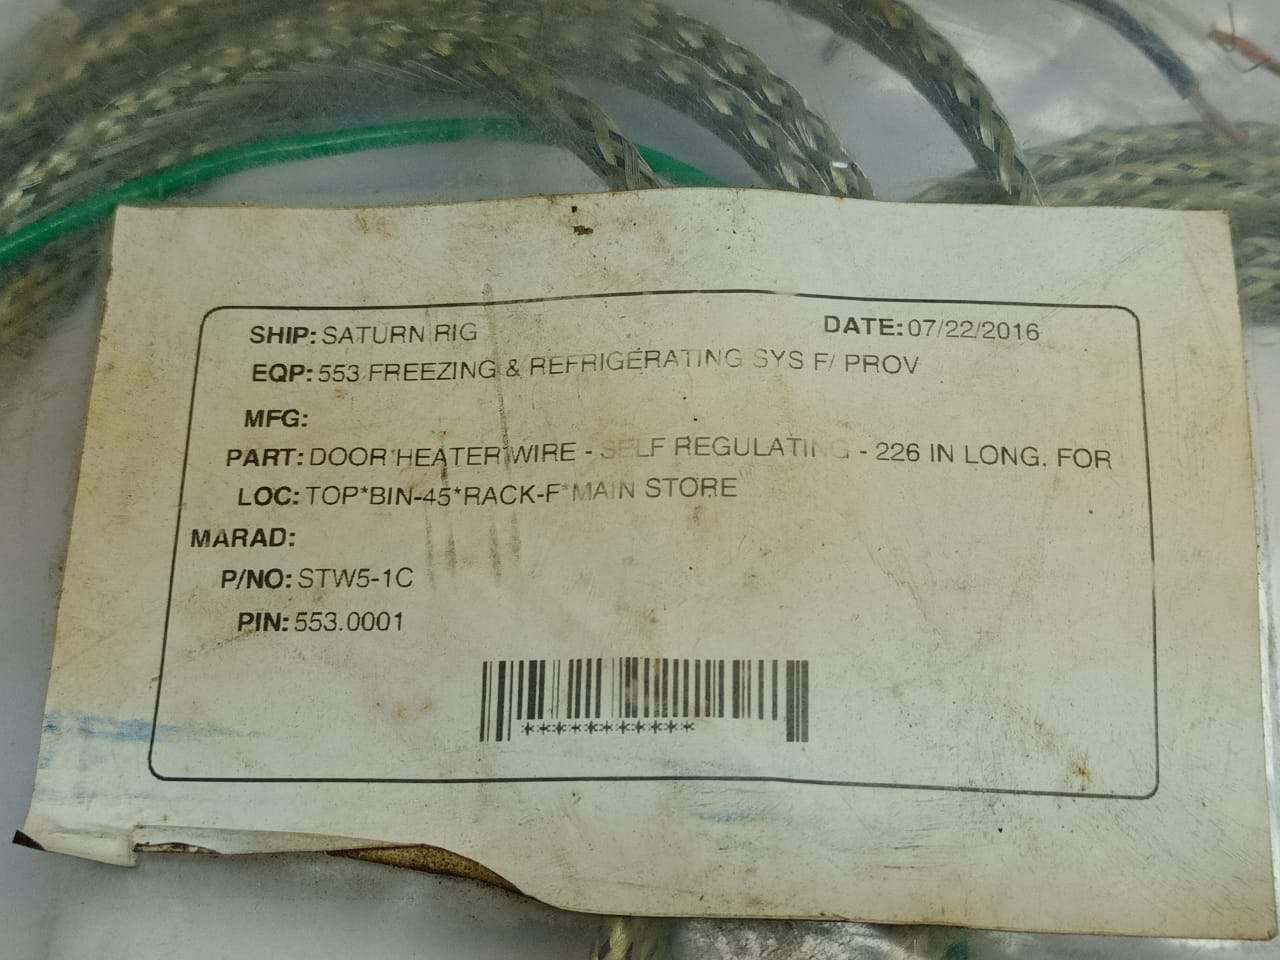 SHIP: SATURN RIG DATE: 07/22/2016
EQP: 553 FREEZING & REFRIGERATING SYS F/ PROV
MFG:
PART: DOOR HEATER WIRE - SELF REGULATING - 226 IN LONG, FOR
LOC: TOP*BIN-45*RACK-F*MAIN STORE
MARAD:
P/NO: STW5-1C
PIN: 553.0001
***********